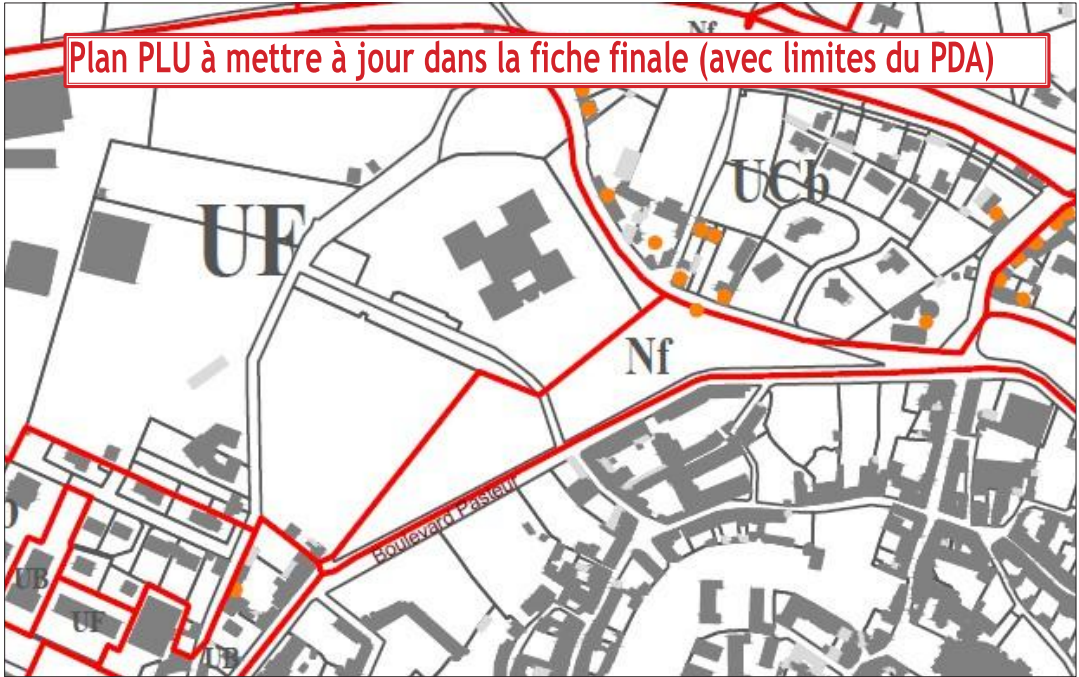 Nf
Plan PLU à mettre à jour dans la fiche finale (avec limites du PDA)
UCb
UF
Nf
Boulevard Pasteur
UB
UF
UB